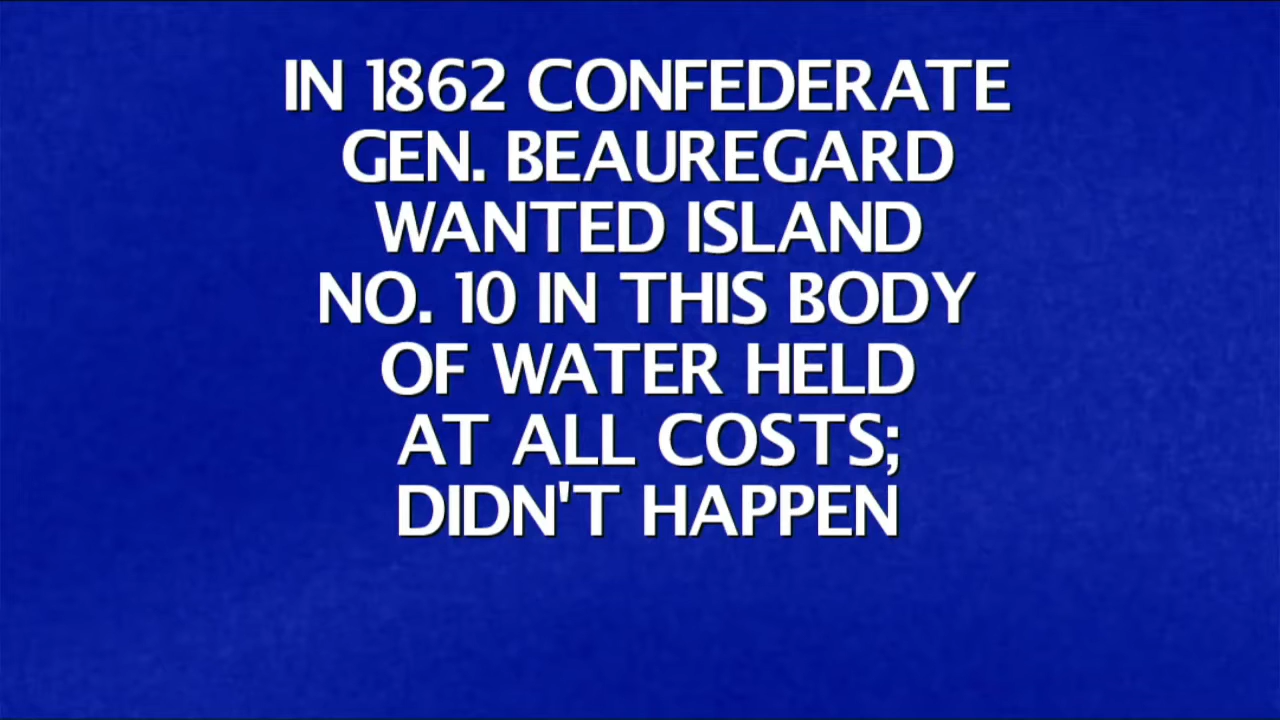 IN 1862 CONFEDERATE
GEN. BEAUREGARD
WANTED ISLAND
NO. 10 IN THIS BODY
OF WATER HELD
AT ALL COSTS;
DIDN'T HAPPEN